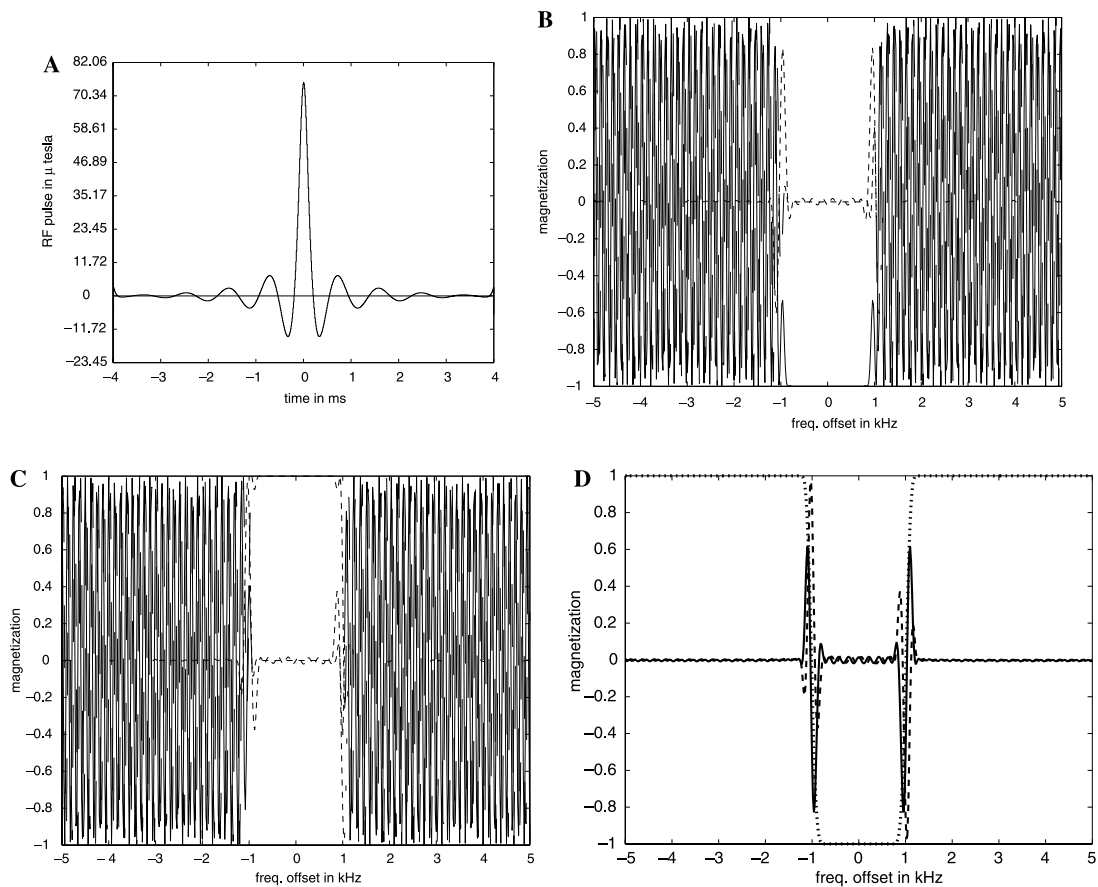 A
RF pulse in μ tesla
82.06
70.34
58.61
46.89
35.17
23.45
11.72
0
−11.72
−23.45
−4 −3 −2 −1 0 1 2 3 4
time in ms
B
magnetization
1
0.8
0.6
0.4
0.2
0
−0.2
−0.4
−0.6
−0.8
−1
−5 −4 −3 −2 −1 0 1 2 3 4 5
freq. offset in kHz
C
magnetization
1
0.8
0.6
0.4
0.2
0
−0.2
−0.4
−0.6
−0.8
−1
−5 −4 −3 −2 −1 0 1 2 3 4 5
freq. offset in kHz
D
magnetization
1
0.8
0.6
0.4
0.2
0
−0.2
−0.4
−0.6
−0.8
−1
−5 −4 −3 −2 −1 0 1 2 3 4 5
freq. offset in kHz